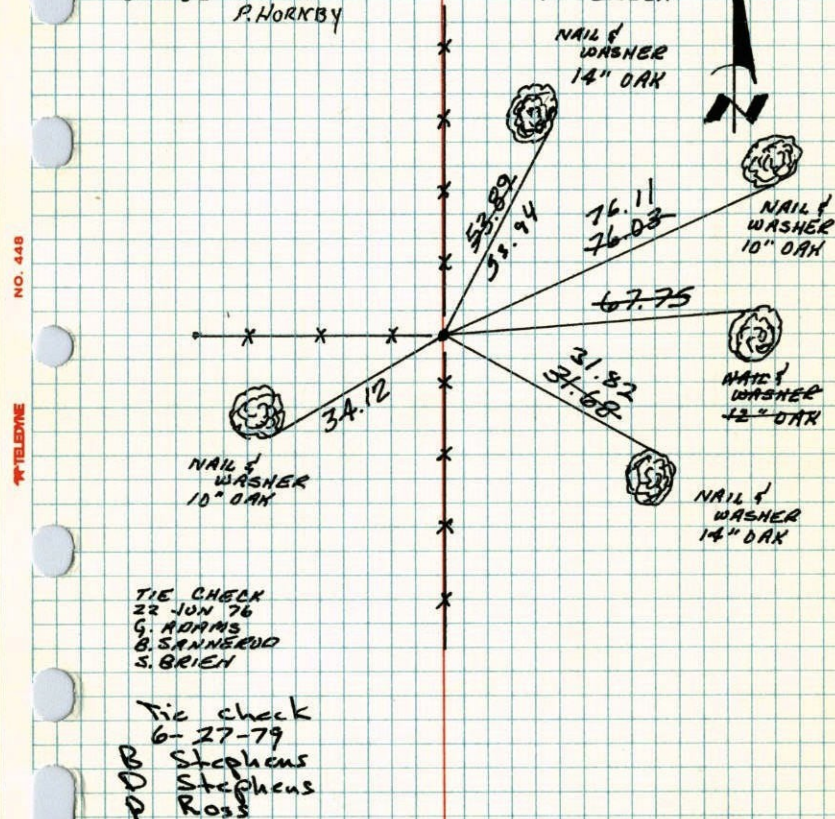 P. HORNBY
NAIL &
WASHER
14" OAK
53.89
53.94
76.11
76.03
NAIL &
WASHER
10" OAK
67.75
NAIL &
WASHER
12" OAK
31.82
31.68
NAIL &
WASHER
14" OAK
34.12
NAIL &
WASHER
10" OAK
N
NO. 448
TELEDYNE
TIE CHECK
22 JUN 76
G. ADAMS
B. SANNERUD
S. BRIEN
Tie check
6-27-79
B Stephens
D Stephens
D Ross